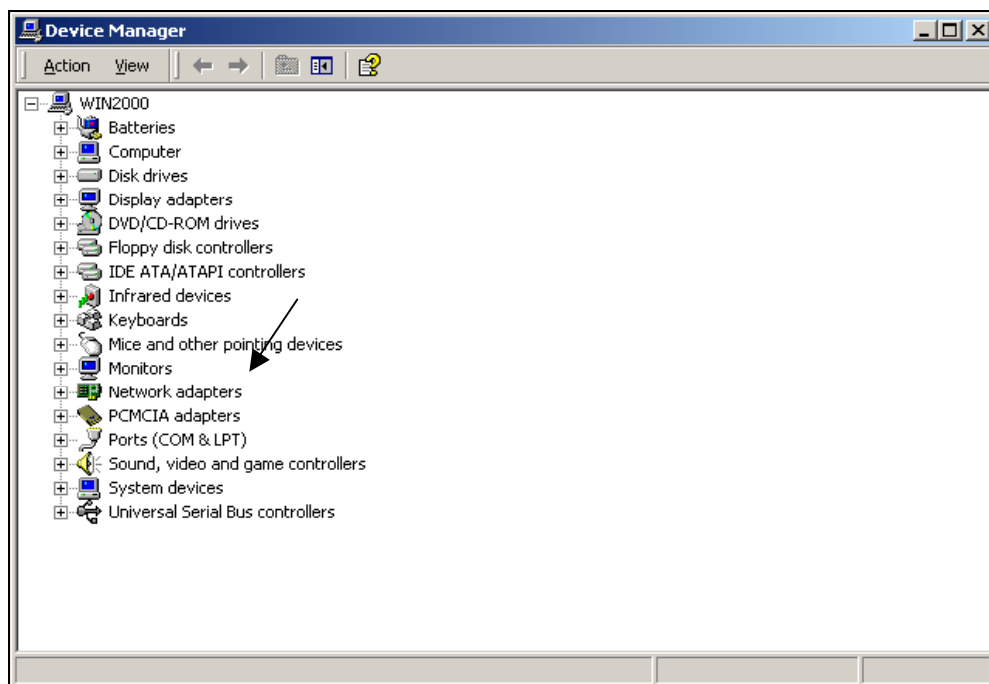 Device Manager
Action View
WIN2000
Batteries
Computer
Disk drives
Display adapters
DVD/CD-ROM drives
Floppy disk controllers
IDE ATA/ATAPI controllers
Infrared devices
Keyboards
Mice and other pointing devices
Monitors
Network adapters
PCMCIA adapters
Ports (COM & LPT)
Sound, video and game controllers
System devices
Universal Serial Bus controllers